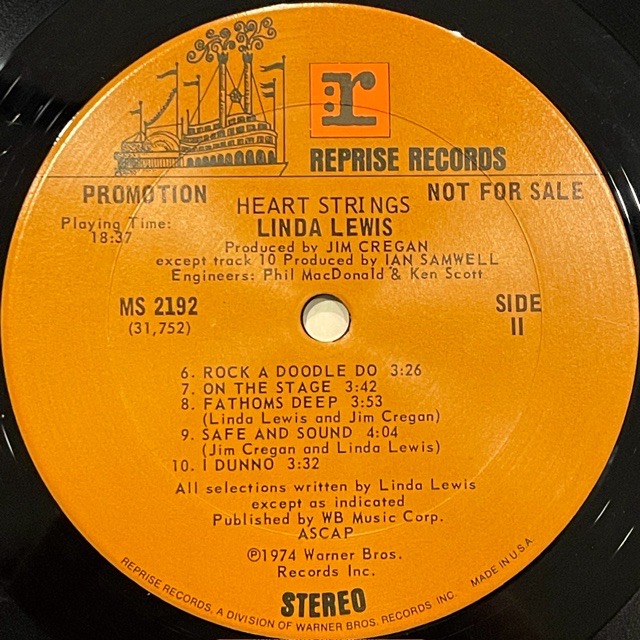 r
REPRISE RECORDS
PROMOTION
NOT FOR SALE
Playing Time:
18:37
HEART STRINGS
LINDA LEWIS
Produced by JIM CREGAN
except track 10 Produced by IAN SAMWELL
Engineers: Phil MacDonald & Ken Scott
MS 2192
(31,752)
SIDE
II
6. ROCK A DOODLE DO 3:26
7. ON THE STAGE 3:42
8. FATHOMS DEEP 3:53
(Linda Lewis and Jim Cregan)
9. SAFE AND SOUND 4:04
(Jim Cregan and Linda Lewis)
10. I DUNNO 3:32
All selections written by Linda Lewis
except as indicated
Published by WB Music Corp.
ASCAP
℗1974 Warner Bros.
Records Inc.
STEREO
REPRISE RECORDS, A DIVISION OF WARNER BROS. RECORDS INC. MADE IN U.S.A.